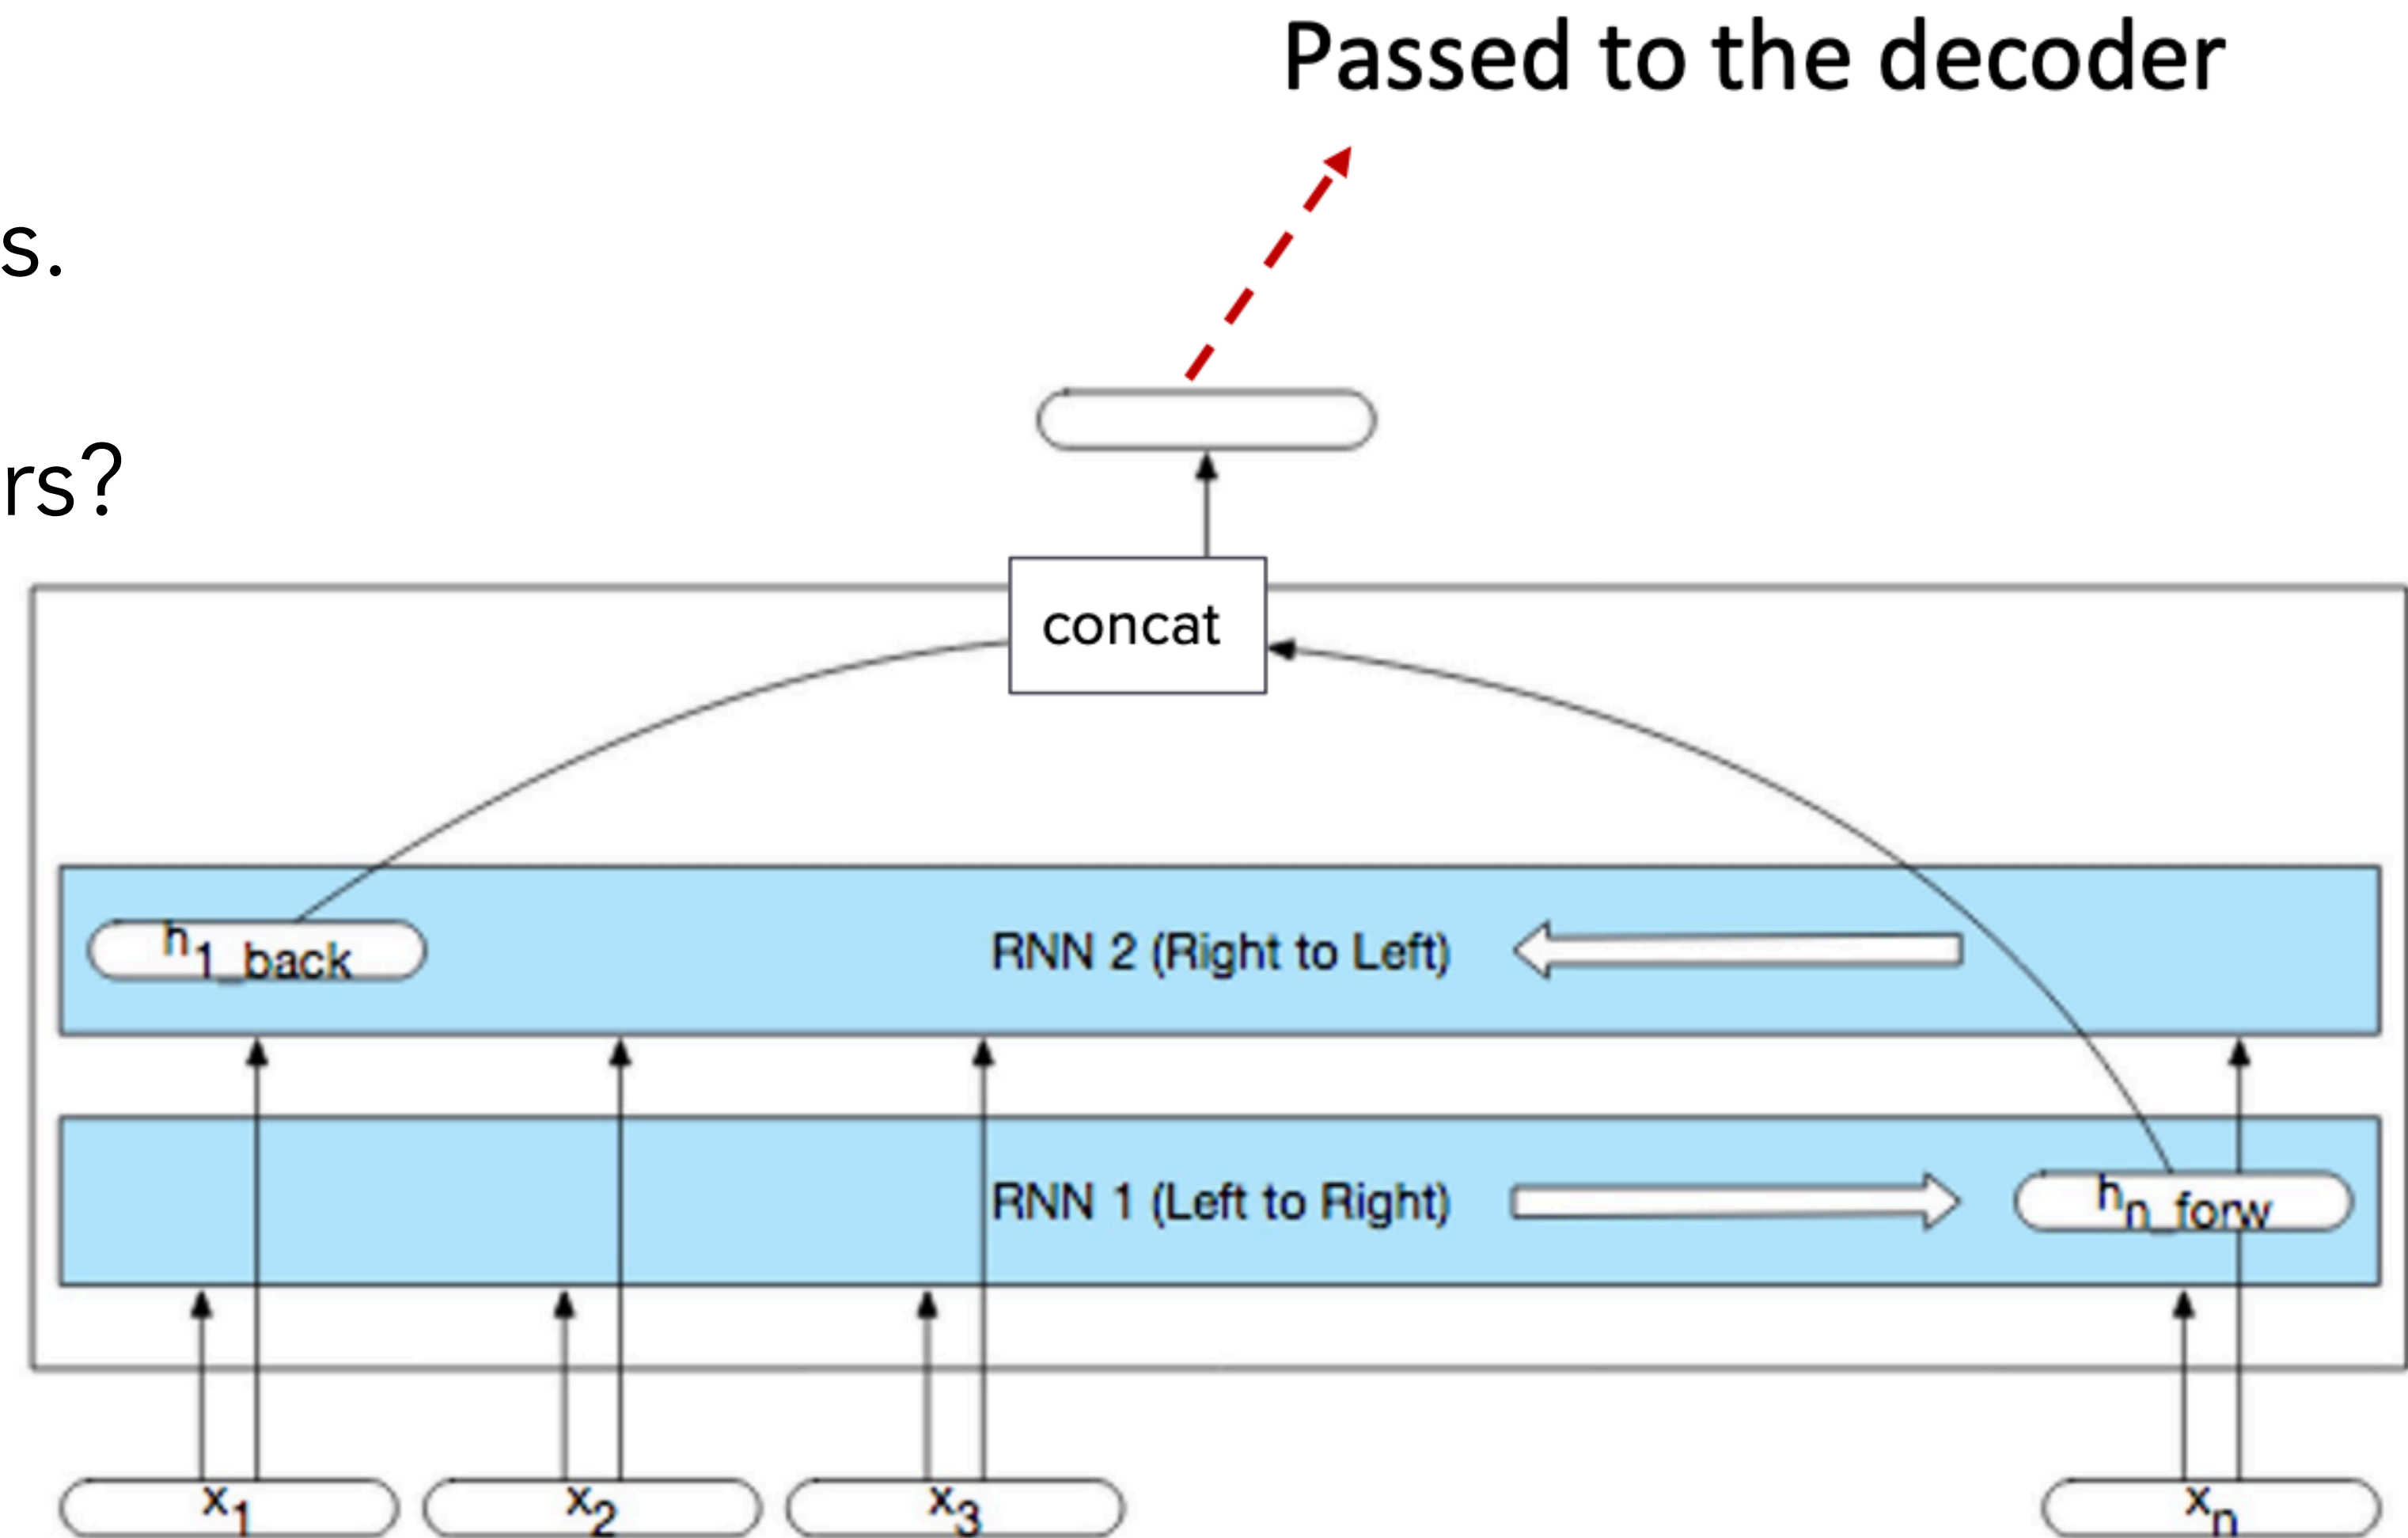 Passed to the decoder
s.
rs?
concat
h1_back
RNN 2 (Right to Left)
RNN 1 (Left to Right)
hn_forw
x1
x2
x3
xn